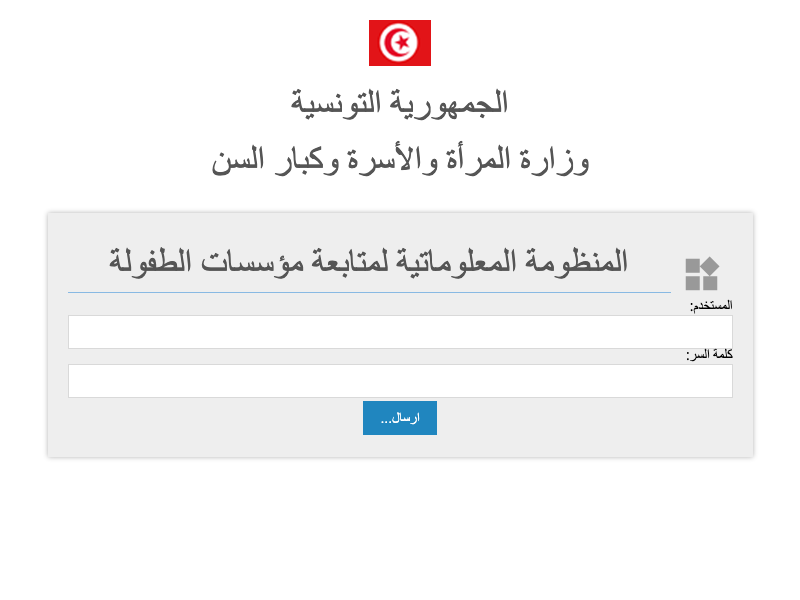 الجمهورية التونسية
وزارة المرأة والأسرة وكبار السن
المنظومة المعلوماتية لمتابعة مؤسسات الطفولة
المستخدم:
كلمة السر:
ارسال...